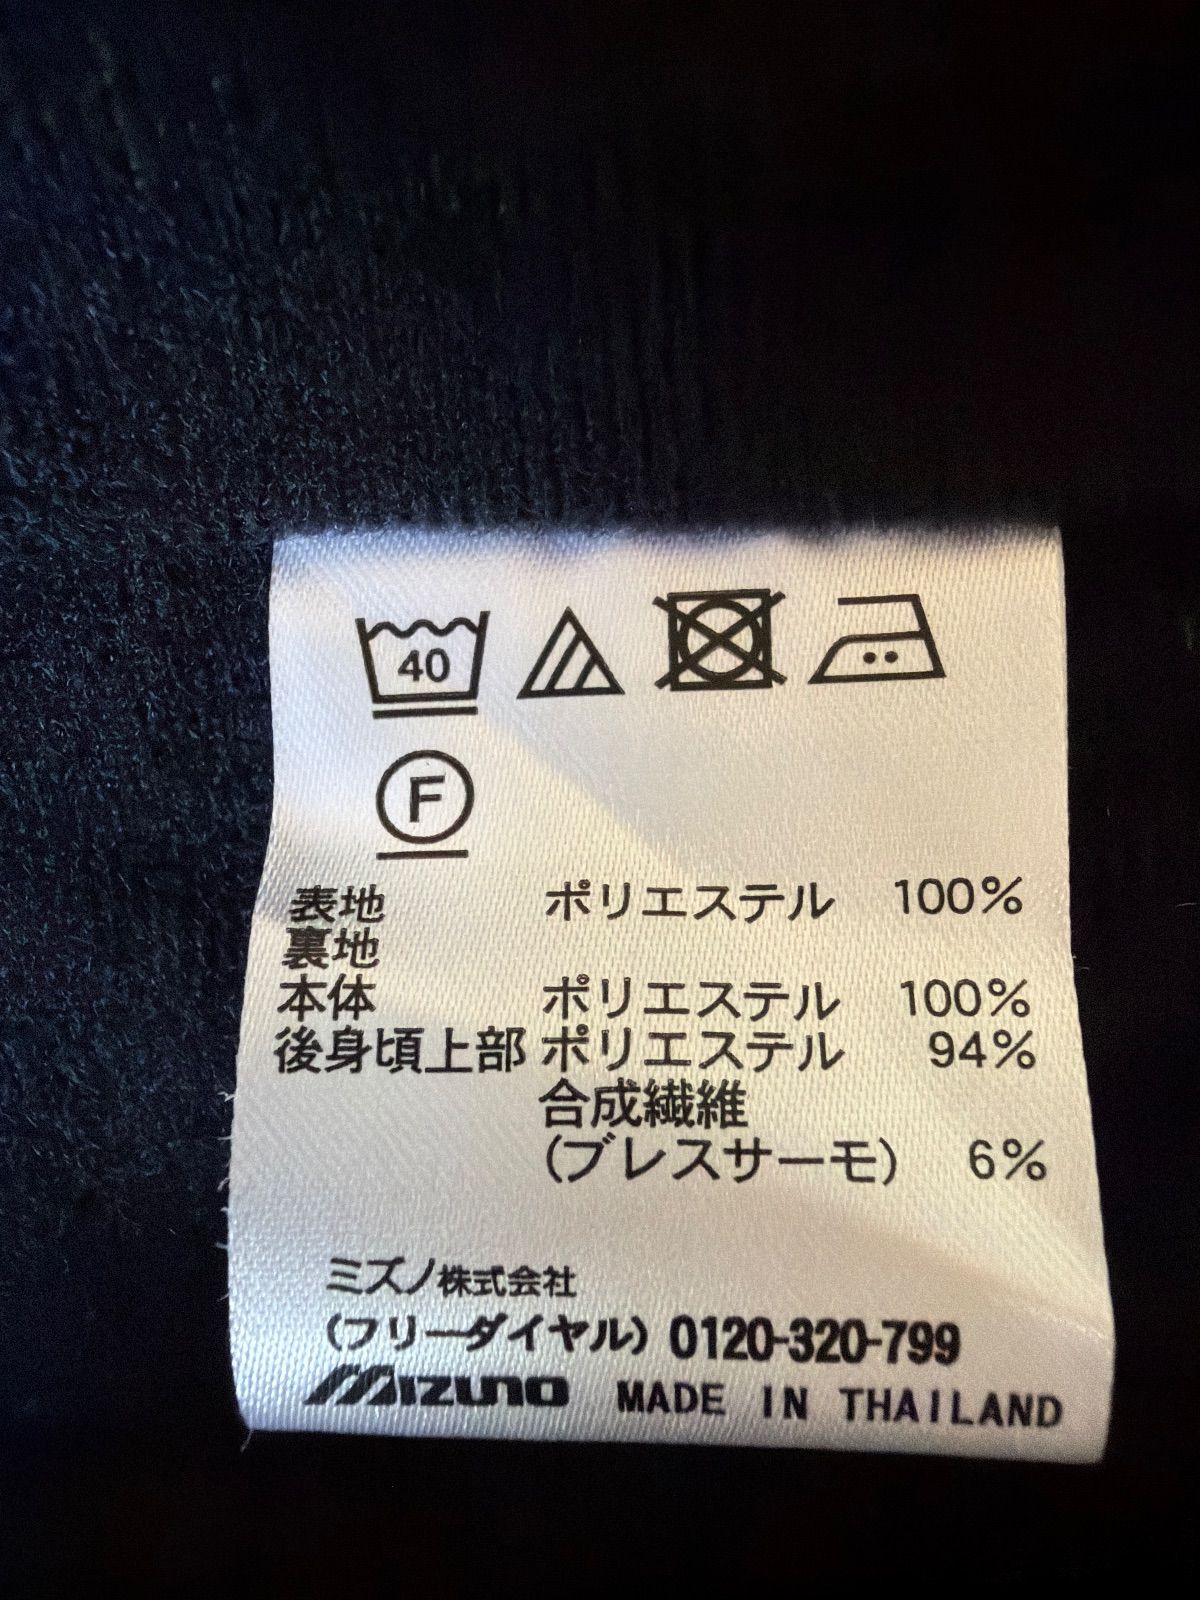 40
F
表地 ポリエステル 100%
裏地
本体 ポリエステル 100%
後身頃上部 ポリエステル 94%
合成繊維
(ブレスサーモ) 6%
ミズノ株式会社
(フリーダイヤル) 0120-320-799
MIZUNO MADE IN THAILAND